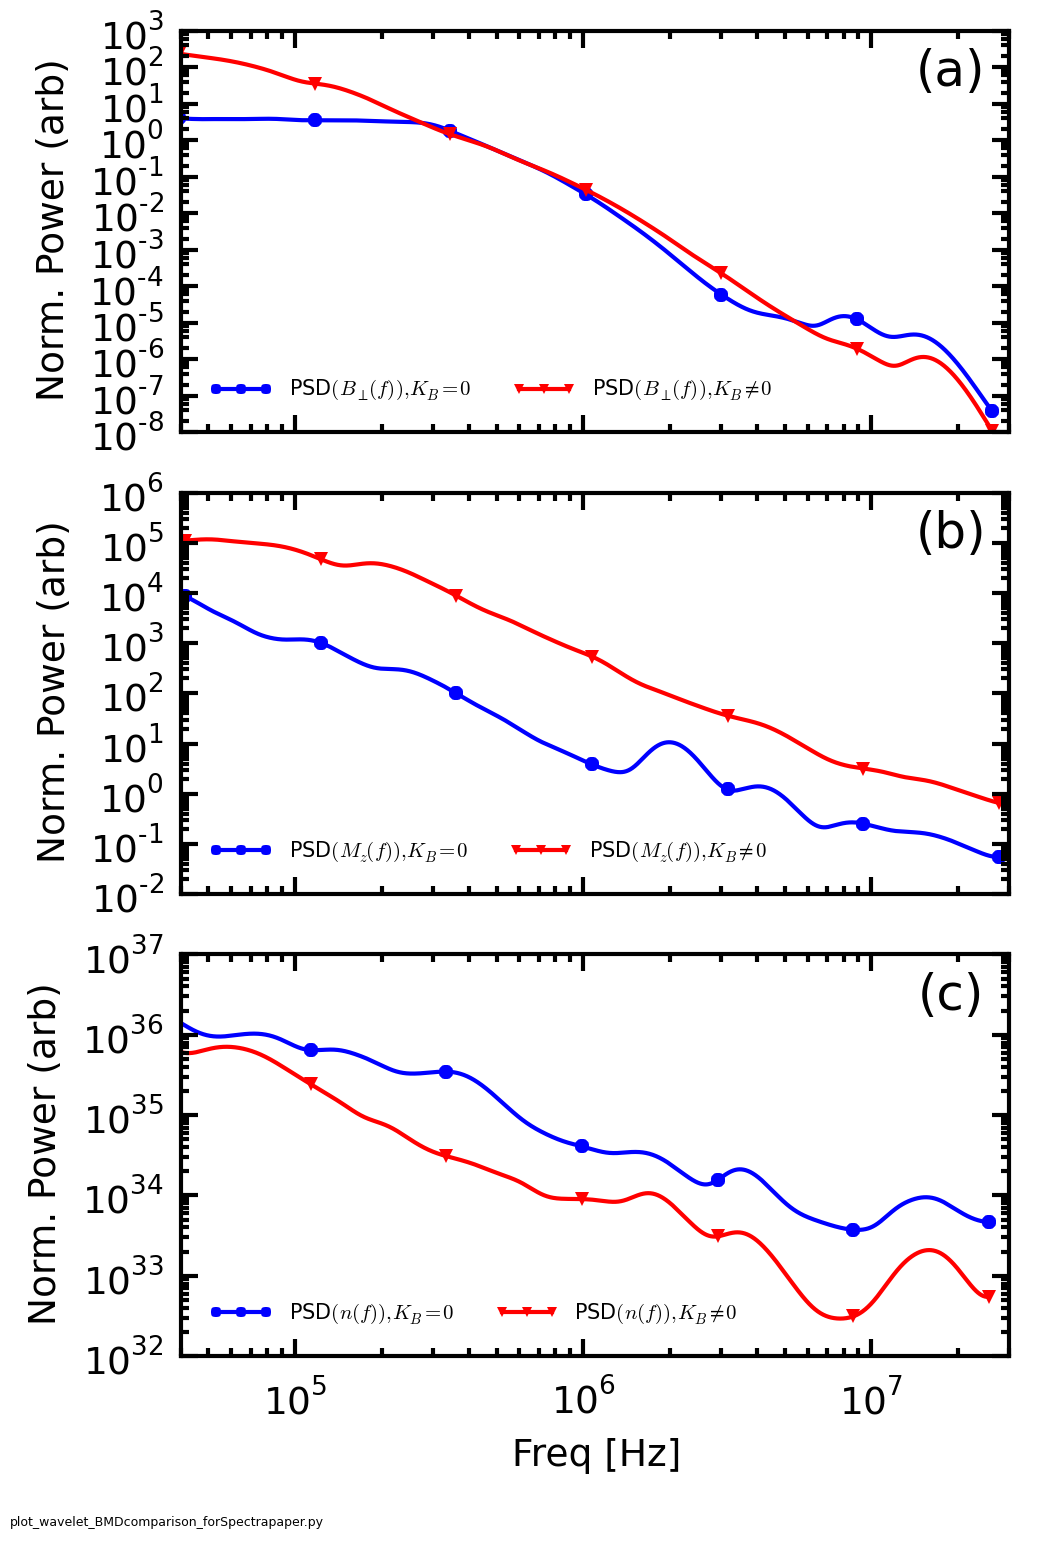 (a)
Norm. Power (arb)
10^3
10^2
10^1
10^0
10^-1
10^-2
10^-3
10^-4
10^-5
10^-6
10^-7
10^-8
PSD(B_⊥(f)), K_B = 0 PSD(B_⊥(f)), K_B ≠ 0
(b)
Norm. Power (arb)
10^6
10^5
10^4
10^3
10^2
10^1
10^0
10^-1
10^-2
PSD(M_z(f)), K_B = 0 PSD(M_z(f)), K_B ≠ 0
(c)
Norm. Power (arb)
10^37
10^36
10^35
10^34
10^33
10^32
PSD(n(f)), K_B = 0 PSD(n(f)), K_B ≠ 0
10^5 10^6 10^7
Freq [Hz]
plot_wavelet_BMDcomparison_forSpectrapaper.py